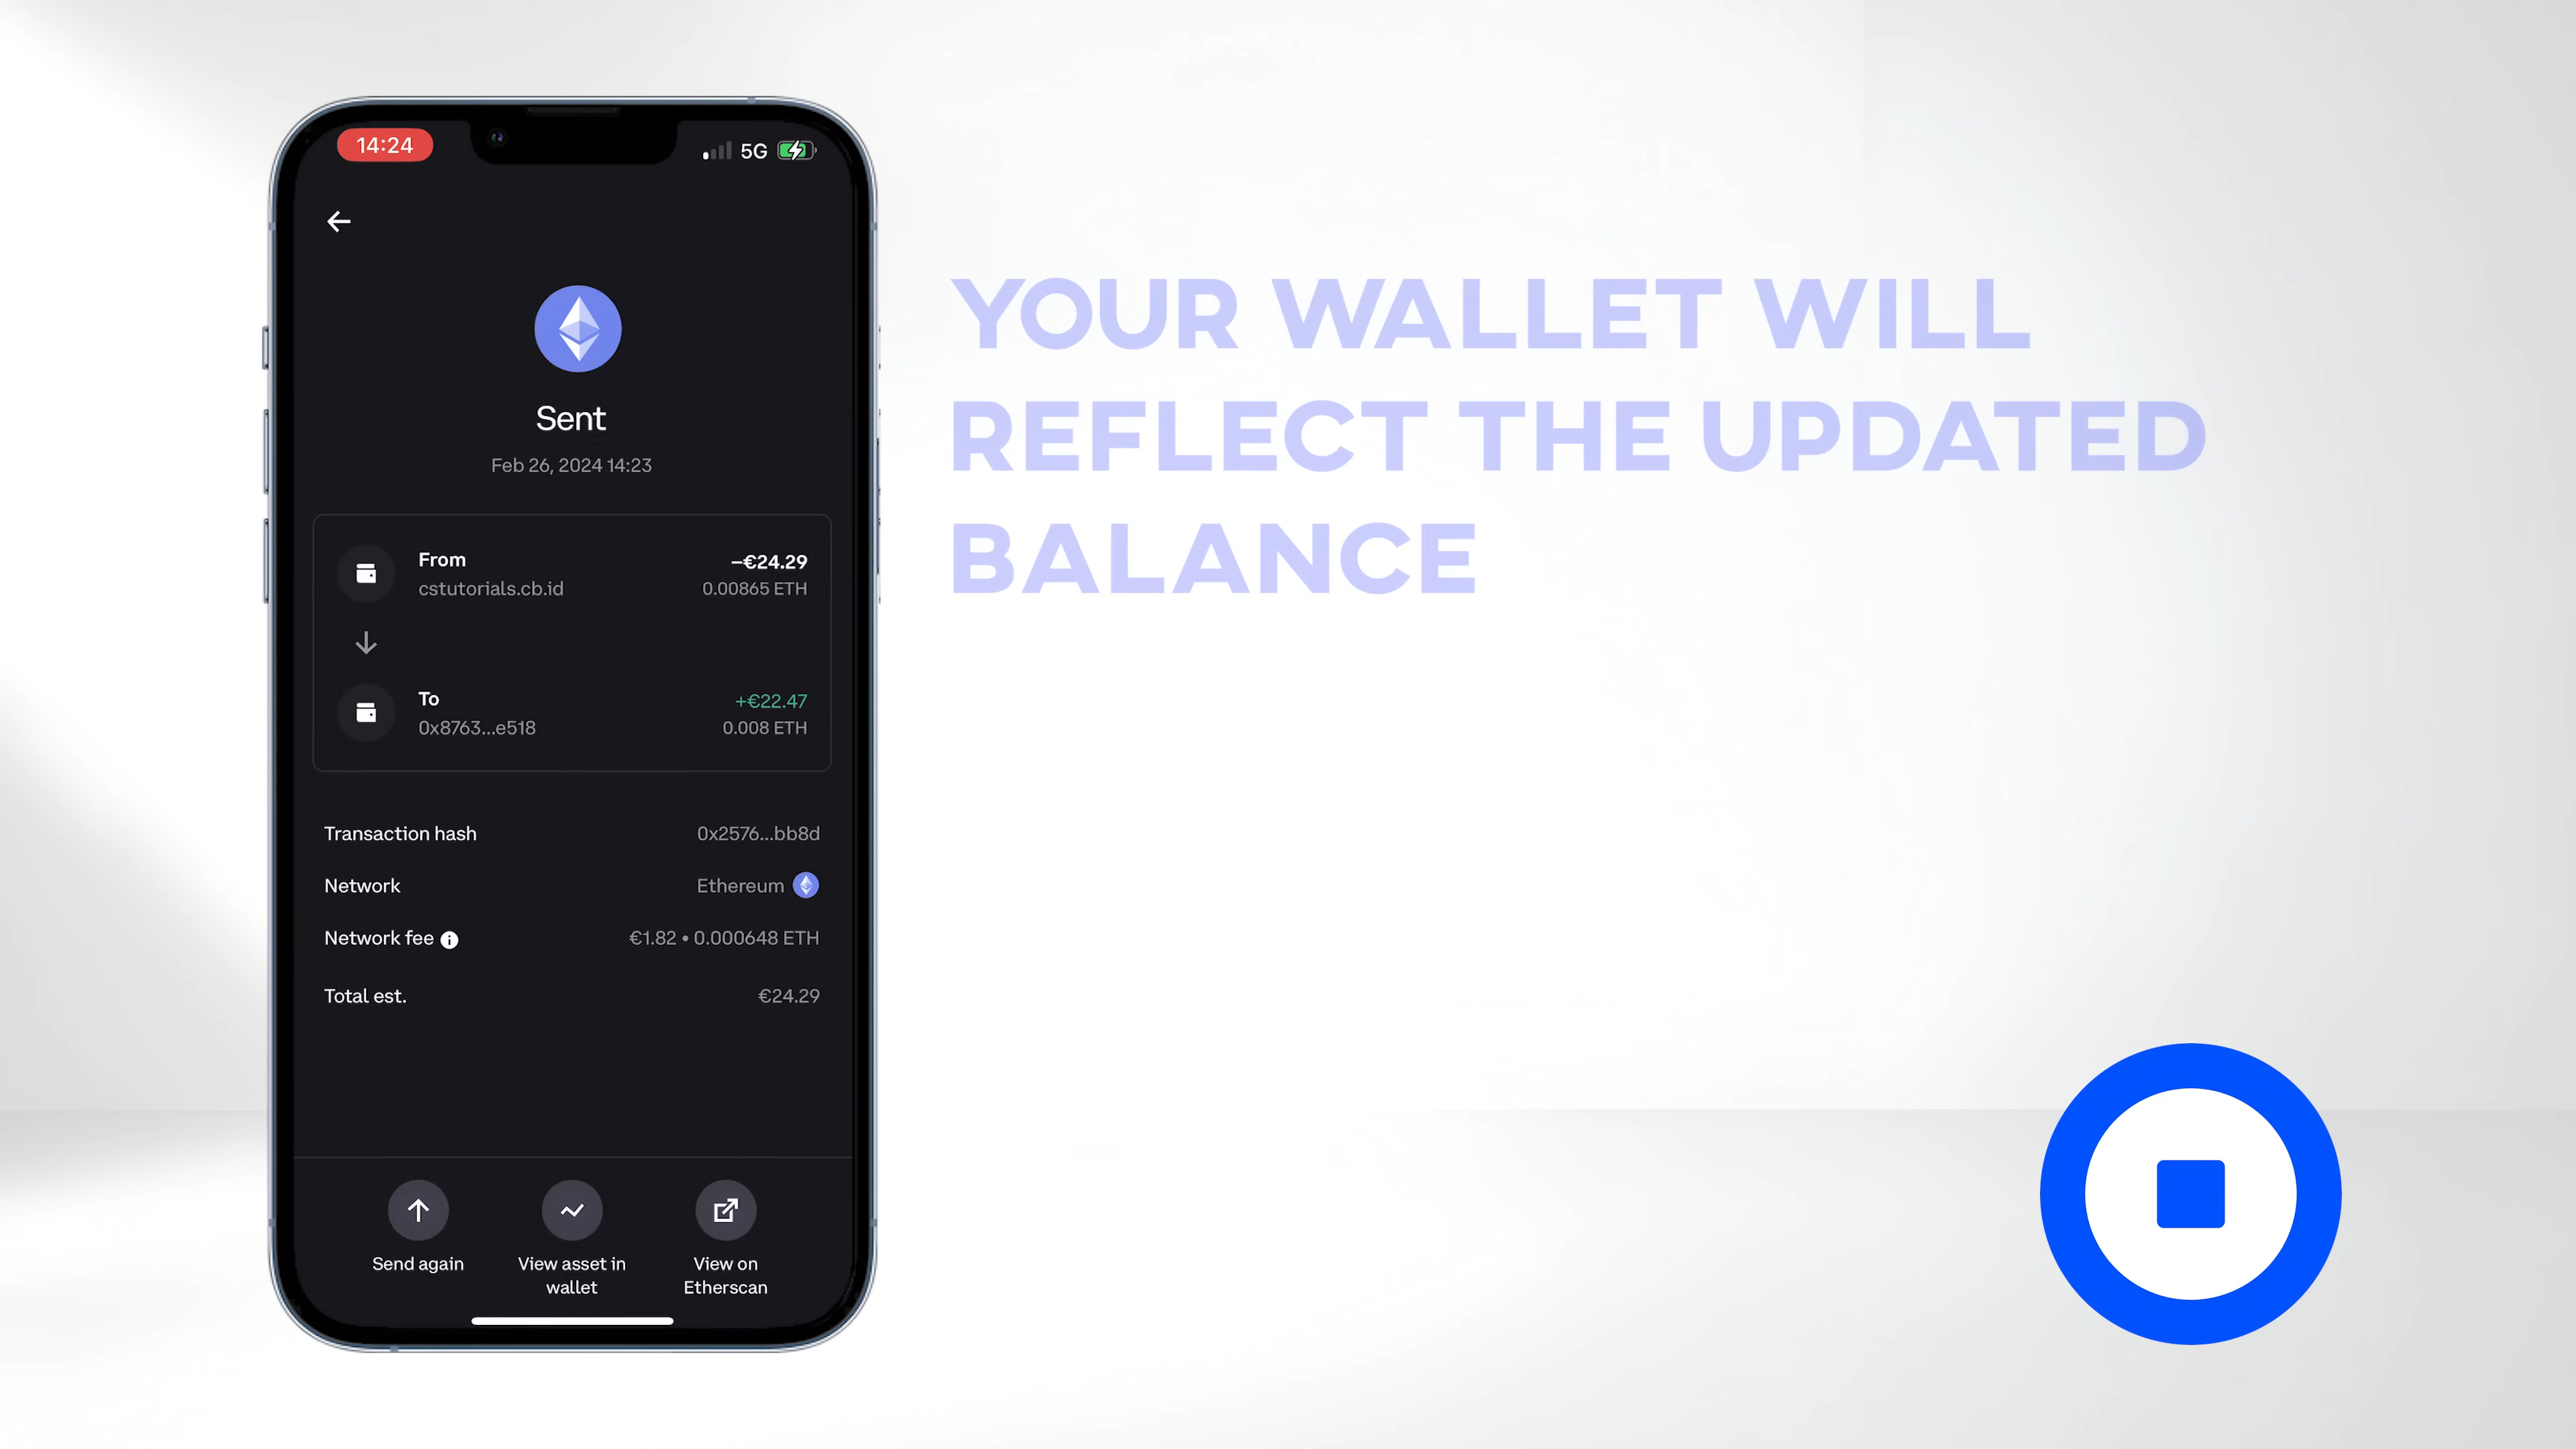 14:24
5G
Sent
Feb 26, 2024 14:23
From
–€24.29
cstutorials.cb.id
0.00865 ETH
To
+€22.47
0x8763...e518
0.008 ETH
Transaction hash
0x2576...bb8d
Network
Ethereum
Network fee
€1.82 • 0.000648 ETH
Total est.
€24.29
Send again
View asset in
wallet
View on
Etherscan
YOUR WALLET WILL
REFLECT THE UPDATED
BALANCE